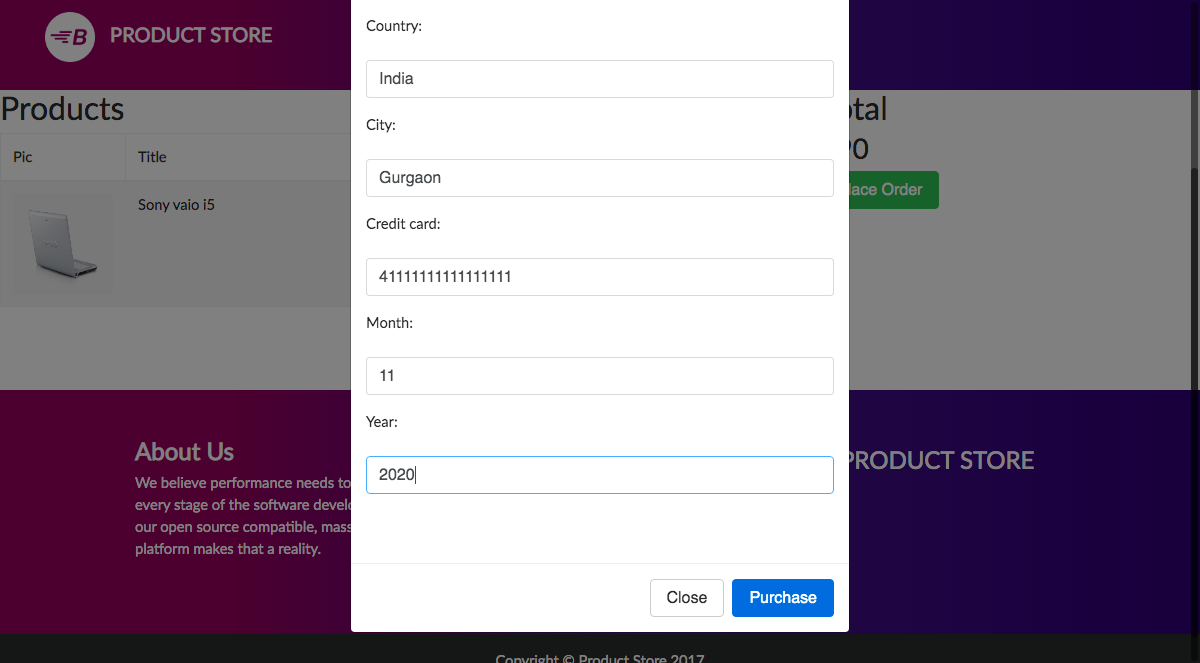 B PRODUCT STORE
Products
Pic
Title
Sony vaio i5
Country:
India
City:
Gurgaon
Credit card:
41111111111111111
Month:
11
Year:
2020
Close
Purchase
otal
90
lace Order
About Us
We believe performance needs to
every stage of the software develo
our open source compatible, mass
platform makes that a reality.
PRODUCT STORE
Copyright © Product Store 2017